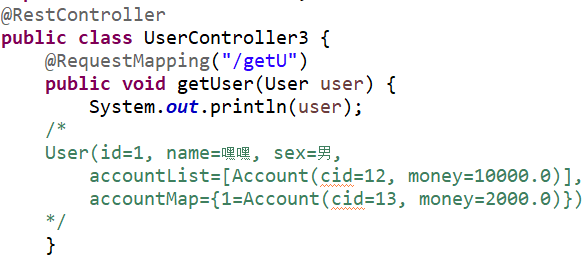 @RestController
public class UserController3 {
    @RequestMapping("/getU")
    public void getUser(User user) {
        System.out.println(user);
    /*
    User(id=1, name=嘿嘿, sex=男,
        accountList=[Account(cid=12, money=10000.0)],
        accountMap={1=Account(cid=13, money=2000.0)})
    */
    }